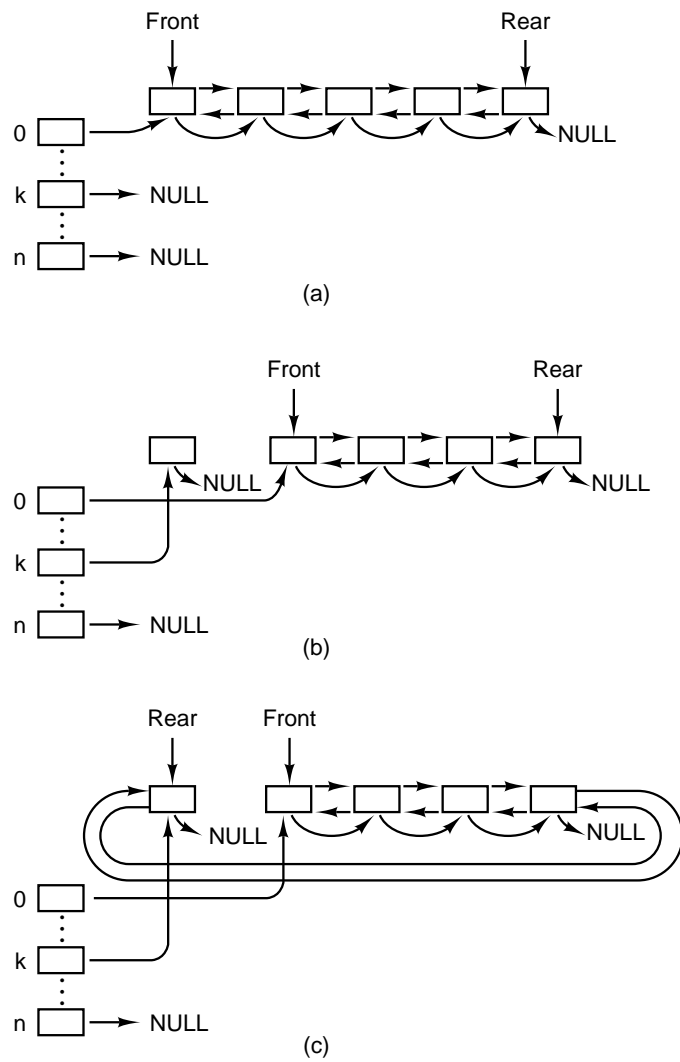 Front Rear
0 NULL
k NULL
n NULL
(a)
Front Rear
NULL NULL
0
k
n NULL
(b)
Rear Front
NULL NULL
0
k
n NULL
(c)